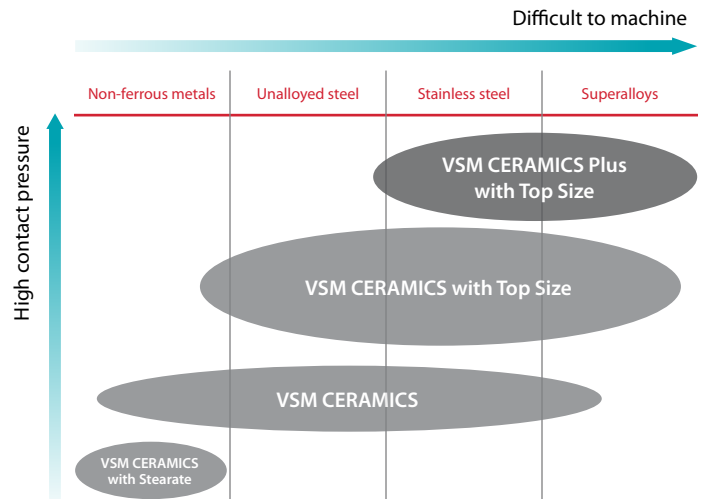 Difficult to machine
Non-ferrous metals
Unalloyed steel
Stainless steel
Superalloys
High contact pressure
VSM CERAMICS Plus
with Top Size
VSM CERAMICS with Top Size
VSM CERAMICS
VSM CERAMICS
with Stearate